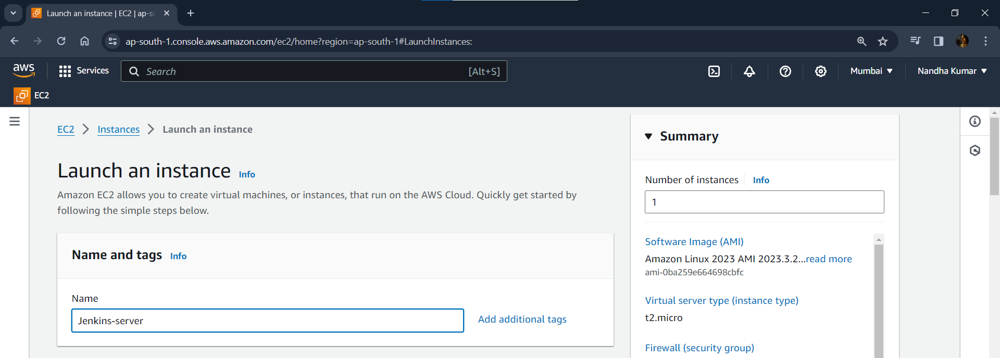 Launch an instance | EC2 | ap-sc
ap-south-1.console.aws.amazon.com/ec2/home?region=ap-south-1#LaunchInstances:
aws
Services
Search
[Alt+S]
Mumbai
Nandha Kumar
EC2
EC2 Instances Launch an instance
Launch an instance Info
Amazon EC2 allows you to create virtual machines, or instances, that run on the AWS Cloud. Quickly get started by
following the simple steps below.
Name and tags Info
Name
Jenkins-server
Add additional tags
Summary
Number of instances Info
1
Software Image (AMI)
Amazon Linux 2023 AMI 2023.3.2...read more
ami-0ba259e664698cbfc
Virtual server type (instance type)
t2.micro
Firewall (security group)